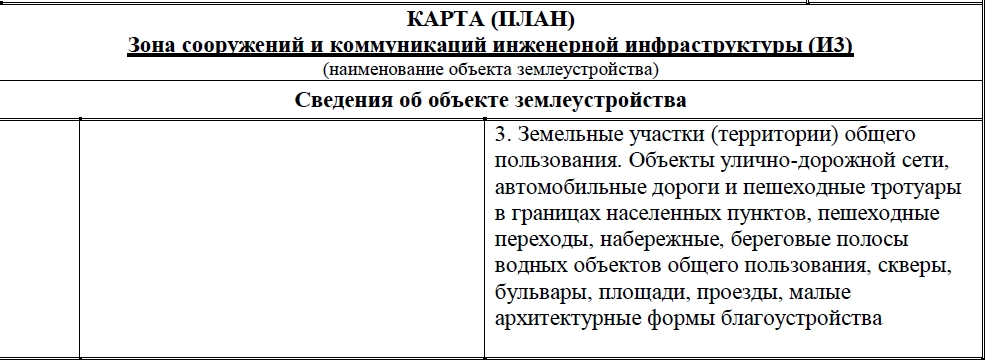 КАРТА (ПЛАН)
Зона сооружений и коммуникаций инженерной инфраструктуры (ИЗ)
(наименование объекта землеустройства)
Сведения об объекте землеустройства
3. Земельные участки (территории) общего
пользования. Объекты улично-дорожной сети,
автомобильные дороги и пешеходные тротуары
в границах населенных пунктов, пешеходные
переходы, набережные, береговые полосы
водных объектов общего пользования, скверы,
бульвары, площади, проезды, малые
архитектурные формы благоустройства